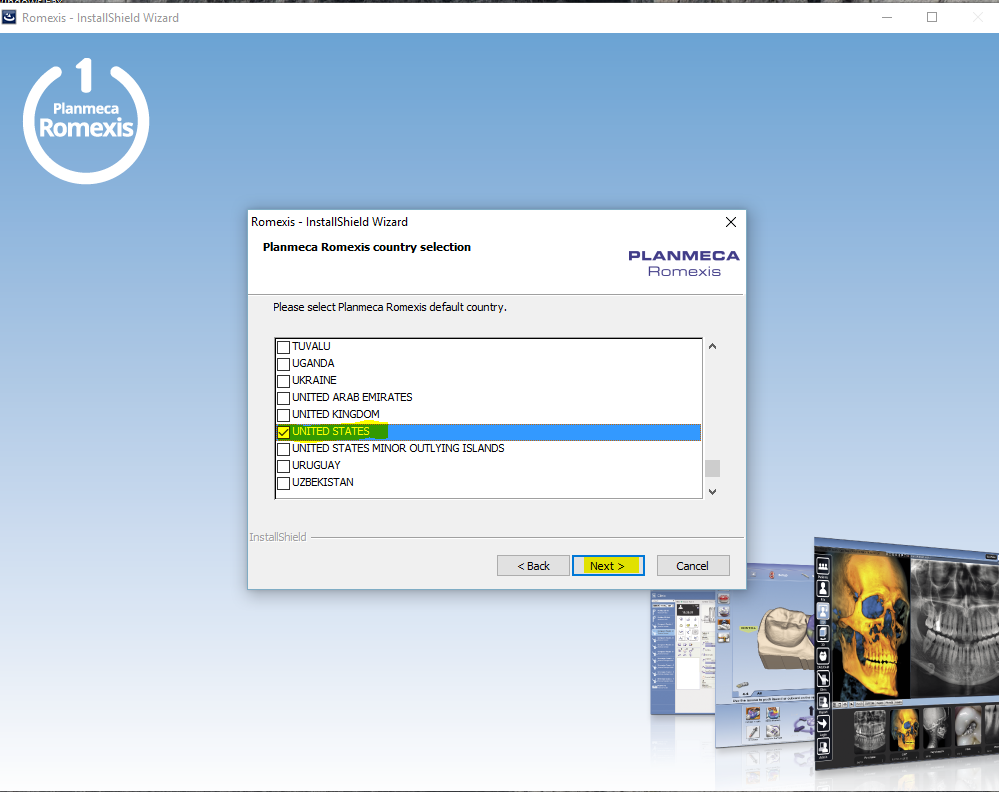 Romexis - InstallShield Wizard
1
Planmeca
Romexis
Romexis - InstallShield Wizard
Planmeca Romexis country selection
PLANMECA
Romexis
Please select Planmeca Romexis default country.
TUVALU
UGANDA
UKRAINE
UNITED ARAB EMIRATES
UNITED KINGDOM
UNITED STATES
UNITED STATES MINOR OUTLYING ISLANDS
URUGUAY
UZBEKISTAN
InstallShield
< Back
Next >
Cancel